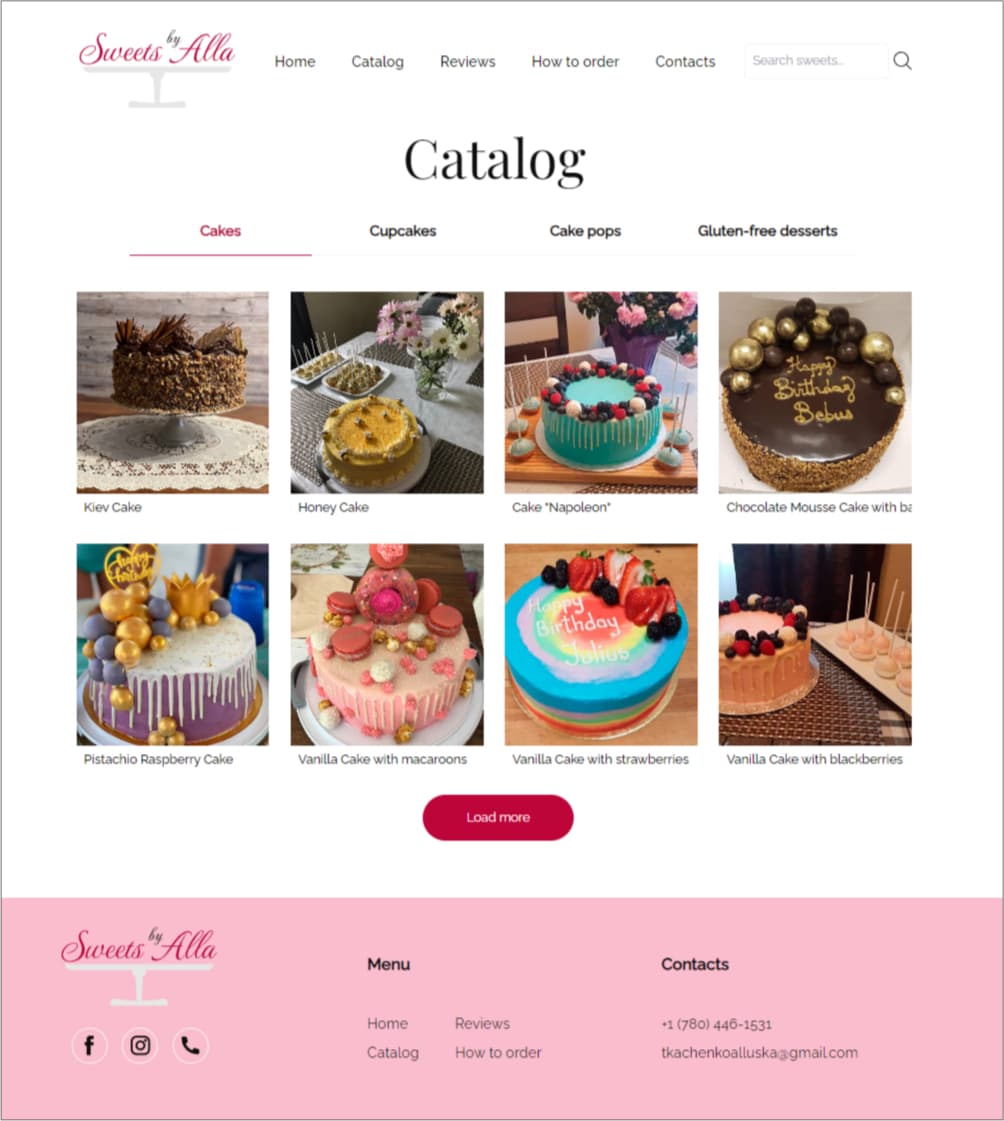 Sweets by Alla
Home Catalog Reviews How to order Contacts Search sweets...
Catalog
Cakes Cupcakes Cake pops Gluten-free desserts
Happy
Birthday
Bebus
Kiev Cake Honey Cake Cake "Napoleon" Chocolate Mousse Cake with ba
Happy
Birthday
Julius
Pistachio Raspberry Cake Vanilla Cake with macaroons Vanilla Cake with strawberries Vanilla Cake with blackberries
Load more
Sweets by Alla
Menu Contacts
Home Reviews +1 (780) 446-1531
Catalog How to order tkachenkoalluska@gmail.com